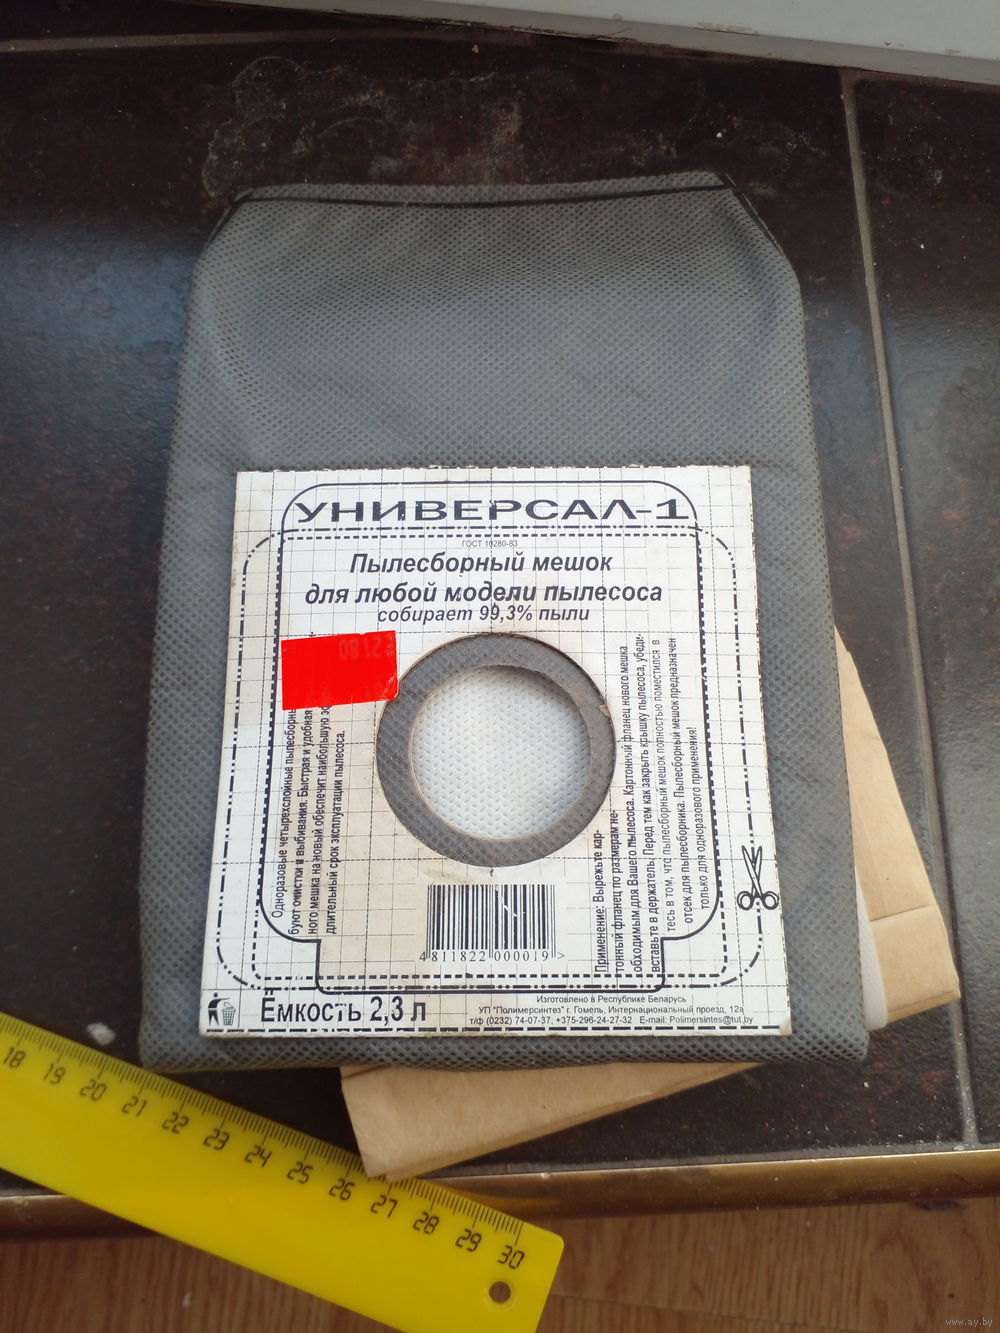 УНИВЕРСАЛ-1
ГОСТ 10280-83
Пылесборный мешок
для любой модели пылесоса
собирает 99,3% пыли
Одноразовые четырехслойные пылесборны
буют очистки и выбивания. Быстрая и удобная
ного мешка на новый обеспечит наибольшую
длительный срок эксплуатации пылесоса.
Применение: Вырежьте кар-
тонный фланец по размерам не-
обходимым для Вашего пылесоса. Картонный фланец нового мешка
вставьте в держатель. Перед тем как закрыть крышку пылесоса, убеди-
тесь в том, что пылесборный мешок полностью поместился в
отсек для пылесборника. Пылесборный мешок предназначен
только для одноразового применения!
4 811822 000019 >
Ёмкость 2,3 л
Изготовлено в Республике Беларусь
УП "Полимерсинтез" г. Гомель, Интернациональный проезд, 12а
т/ф (0232) 74-07-37, +375-296-24-27-32 E-mail: Polimersintes@tut.by
18 19 20 21 22 23 24 25 26 27 28 29 30
www.ay.by